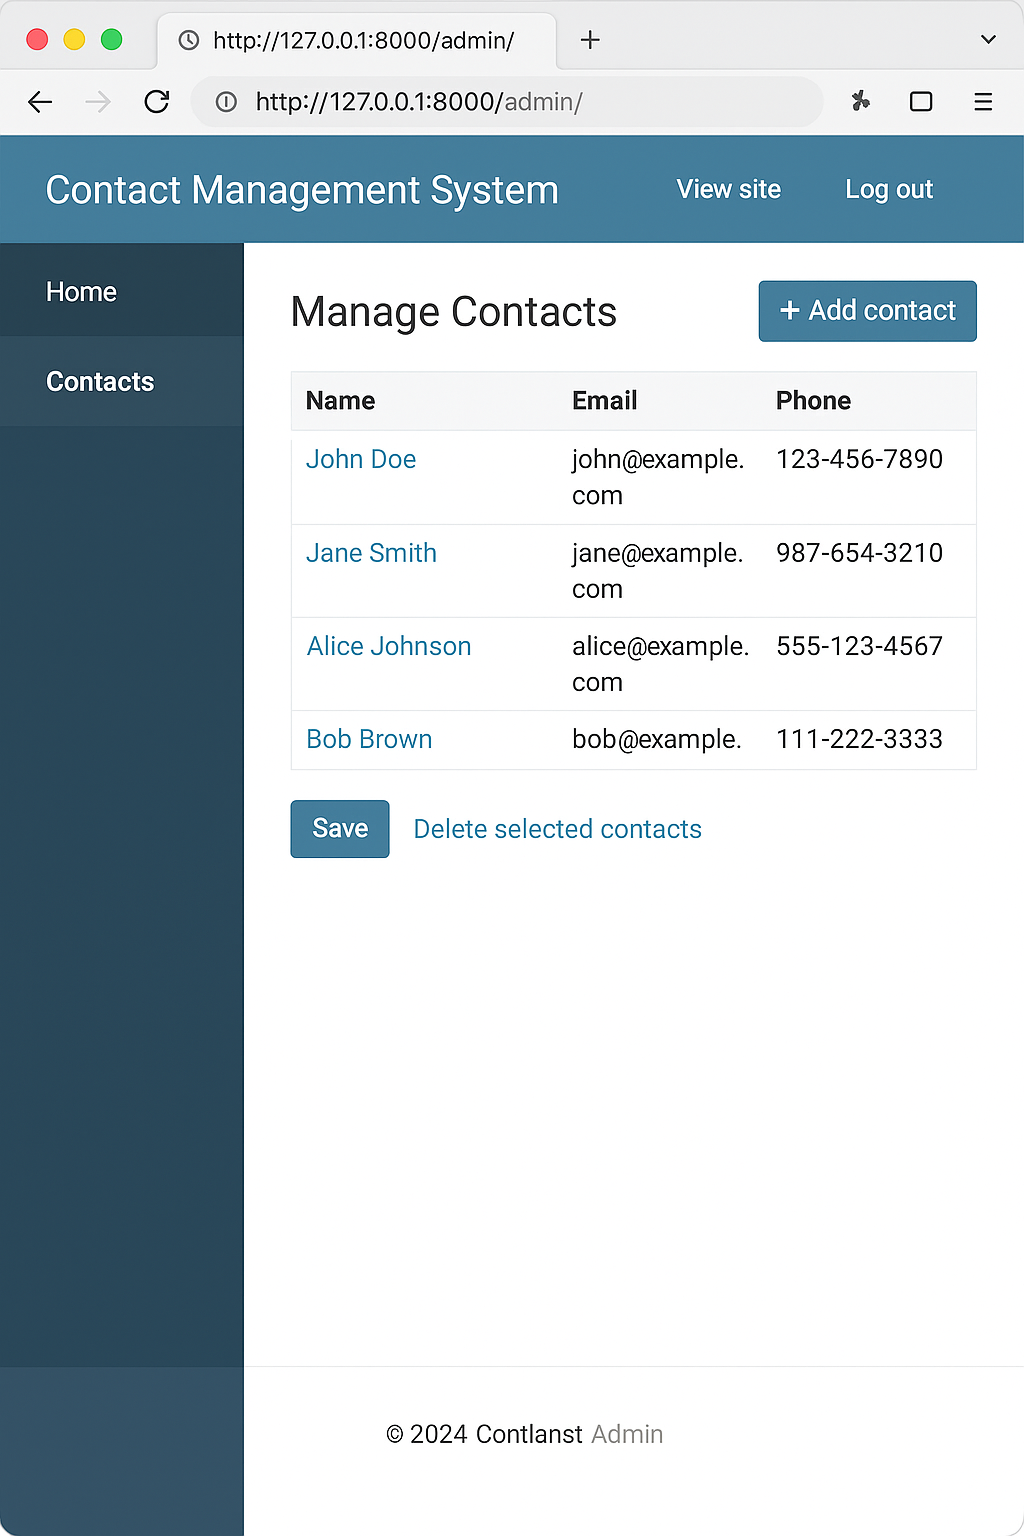 http://127.0.0.1:8000/admin/
http://127.0.0.1:8000/admin/
Contact Management System View site Log out
Home
Contacts
Manage Contacts + Add contact
Name Email Phone
John Doe john@example. 123-456-7890
com
Jane Smith jane@example. 987-654-3210
com
Alice Johnson alice@example. 555-123-4567
com
Bob Brown bob@example. 111-222-3333
Save Delete selected contacts
© 2024 Contlanst Admin